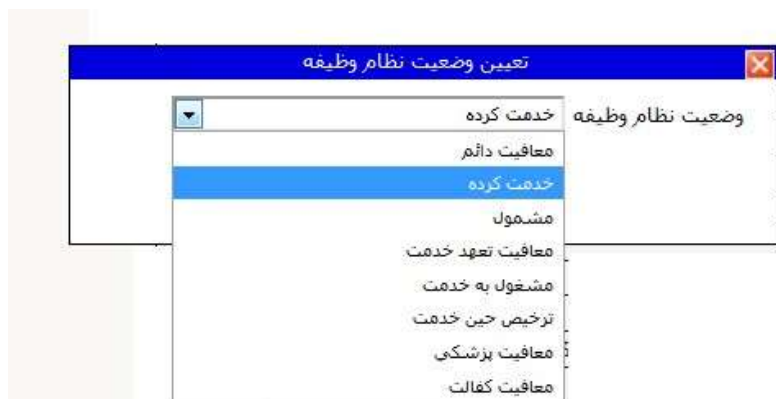 تعیین وضعیت نظام وظیفه
وضعیت نظام وظیفه خدمت کرده
معافیت دائم
خدمت کرده
مشمول
معافیت تعهد خدمت
مشغول به خدمت
ترخیص حین خدمت
معافیت پزشکی
معافیت کفالت